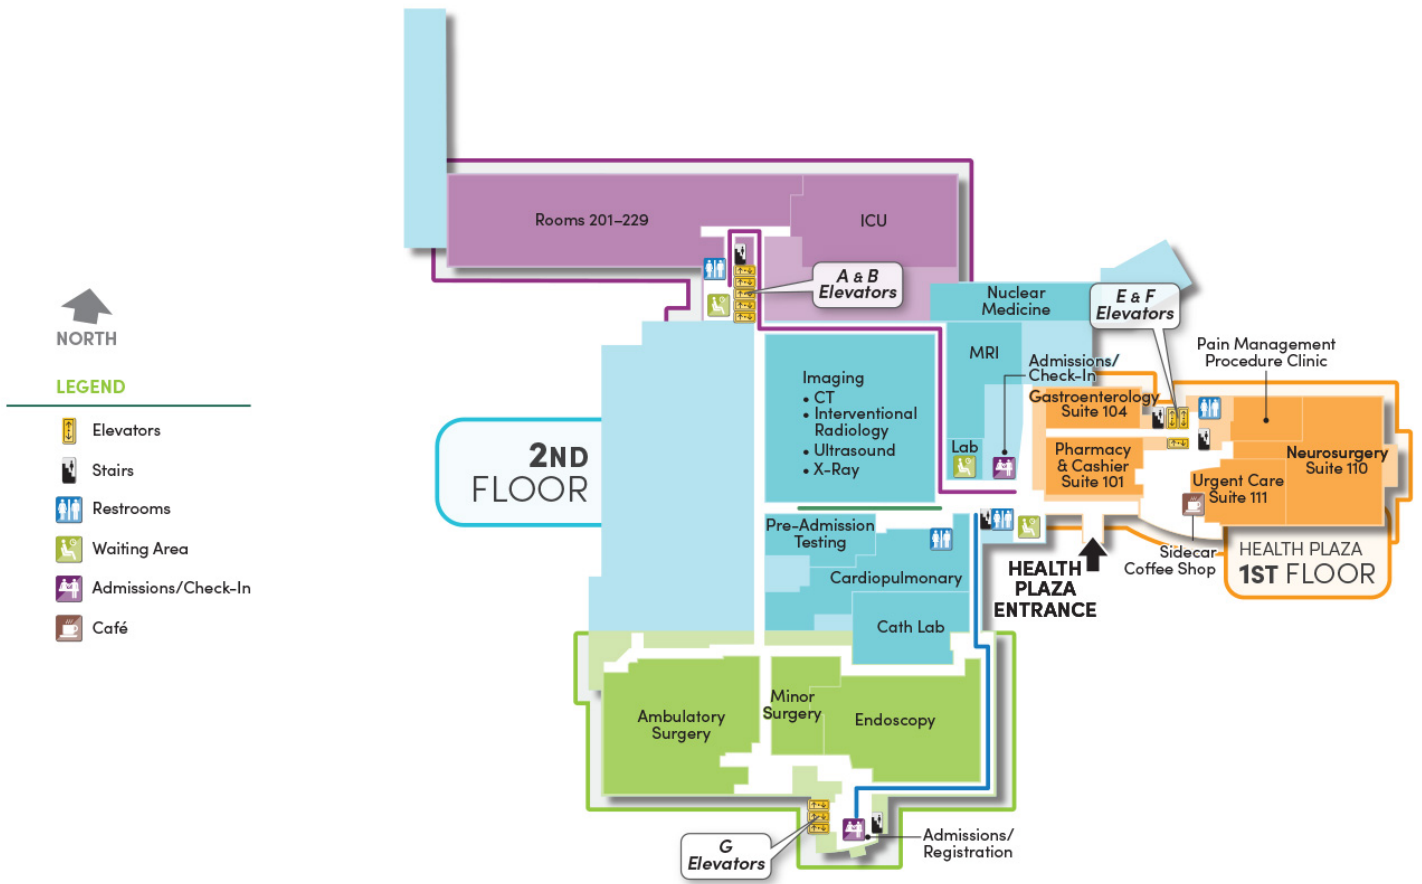 Rooms 201–229
ICU
A & B
Elevators
Nuclear
Medicine
E & F
Elevators
NORTH
MRI
Admissions/
Check-In
Pain Management
Procedure Clinic
LEGEND
Elevators
Stairs
Restrooms
Waiting Area
Admissions/Check-In
Café
Imaging
• CT
• Interventional
Radiology
• Ultrasound
• X-Ray
Gastroenterology
Suite 104
Lab
Pharmacy
& Cashier
Suite 101
Neurosurgery
Suite 110
Urgent Care
Suite 111
2ND
FLOOR
Pre-Admission
Testing
Cardiopulmonary
Cath Lab
HEALTH
PLAZA
ENTRANCE
Sidecar
Coffee Shop
HEALTH PLAZA
1ST FLOOR
Ambulatory
Surgery
Minor
Surgery
Endoscopy
G
Elevators
Admissions/
Registration